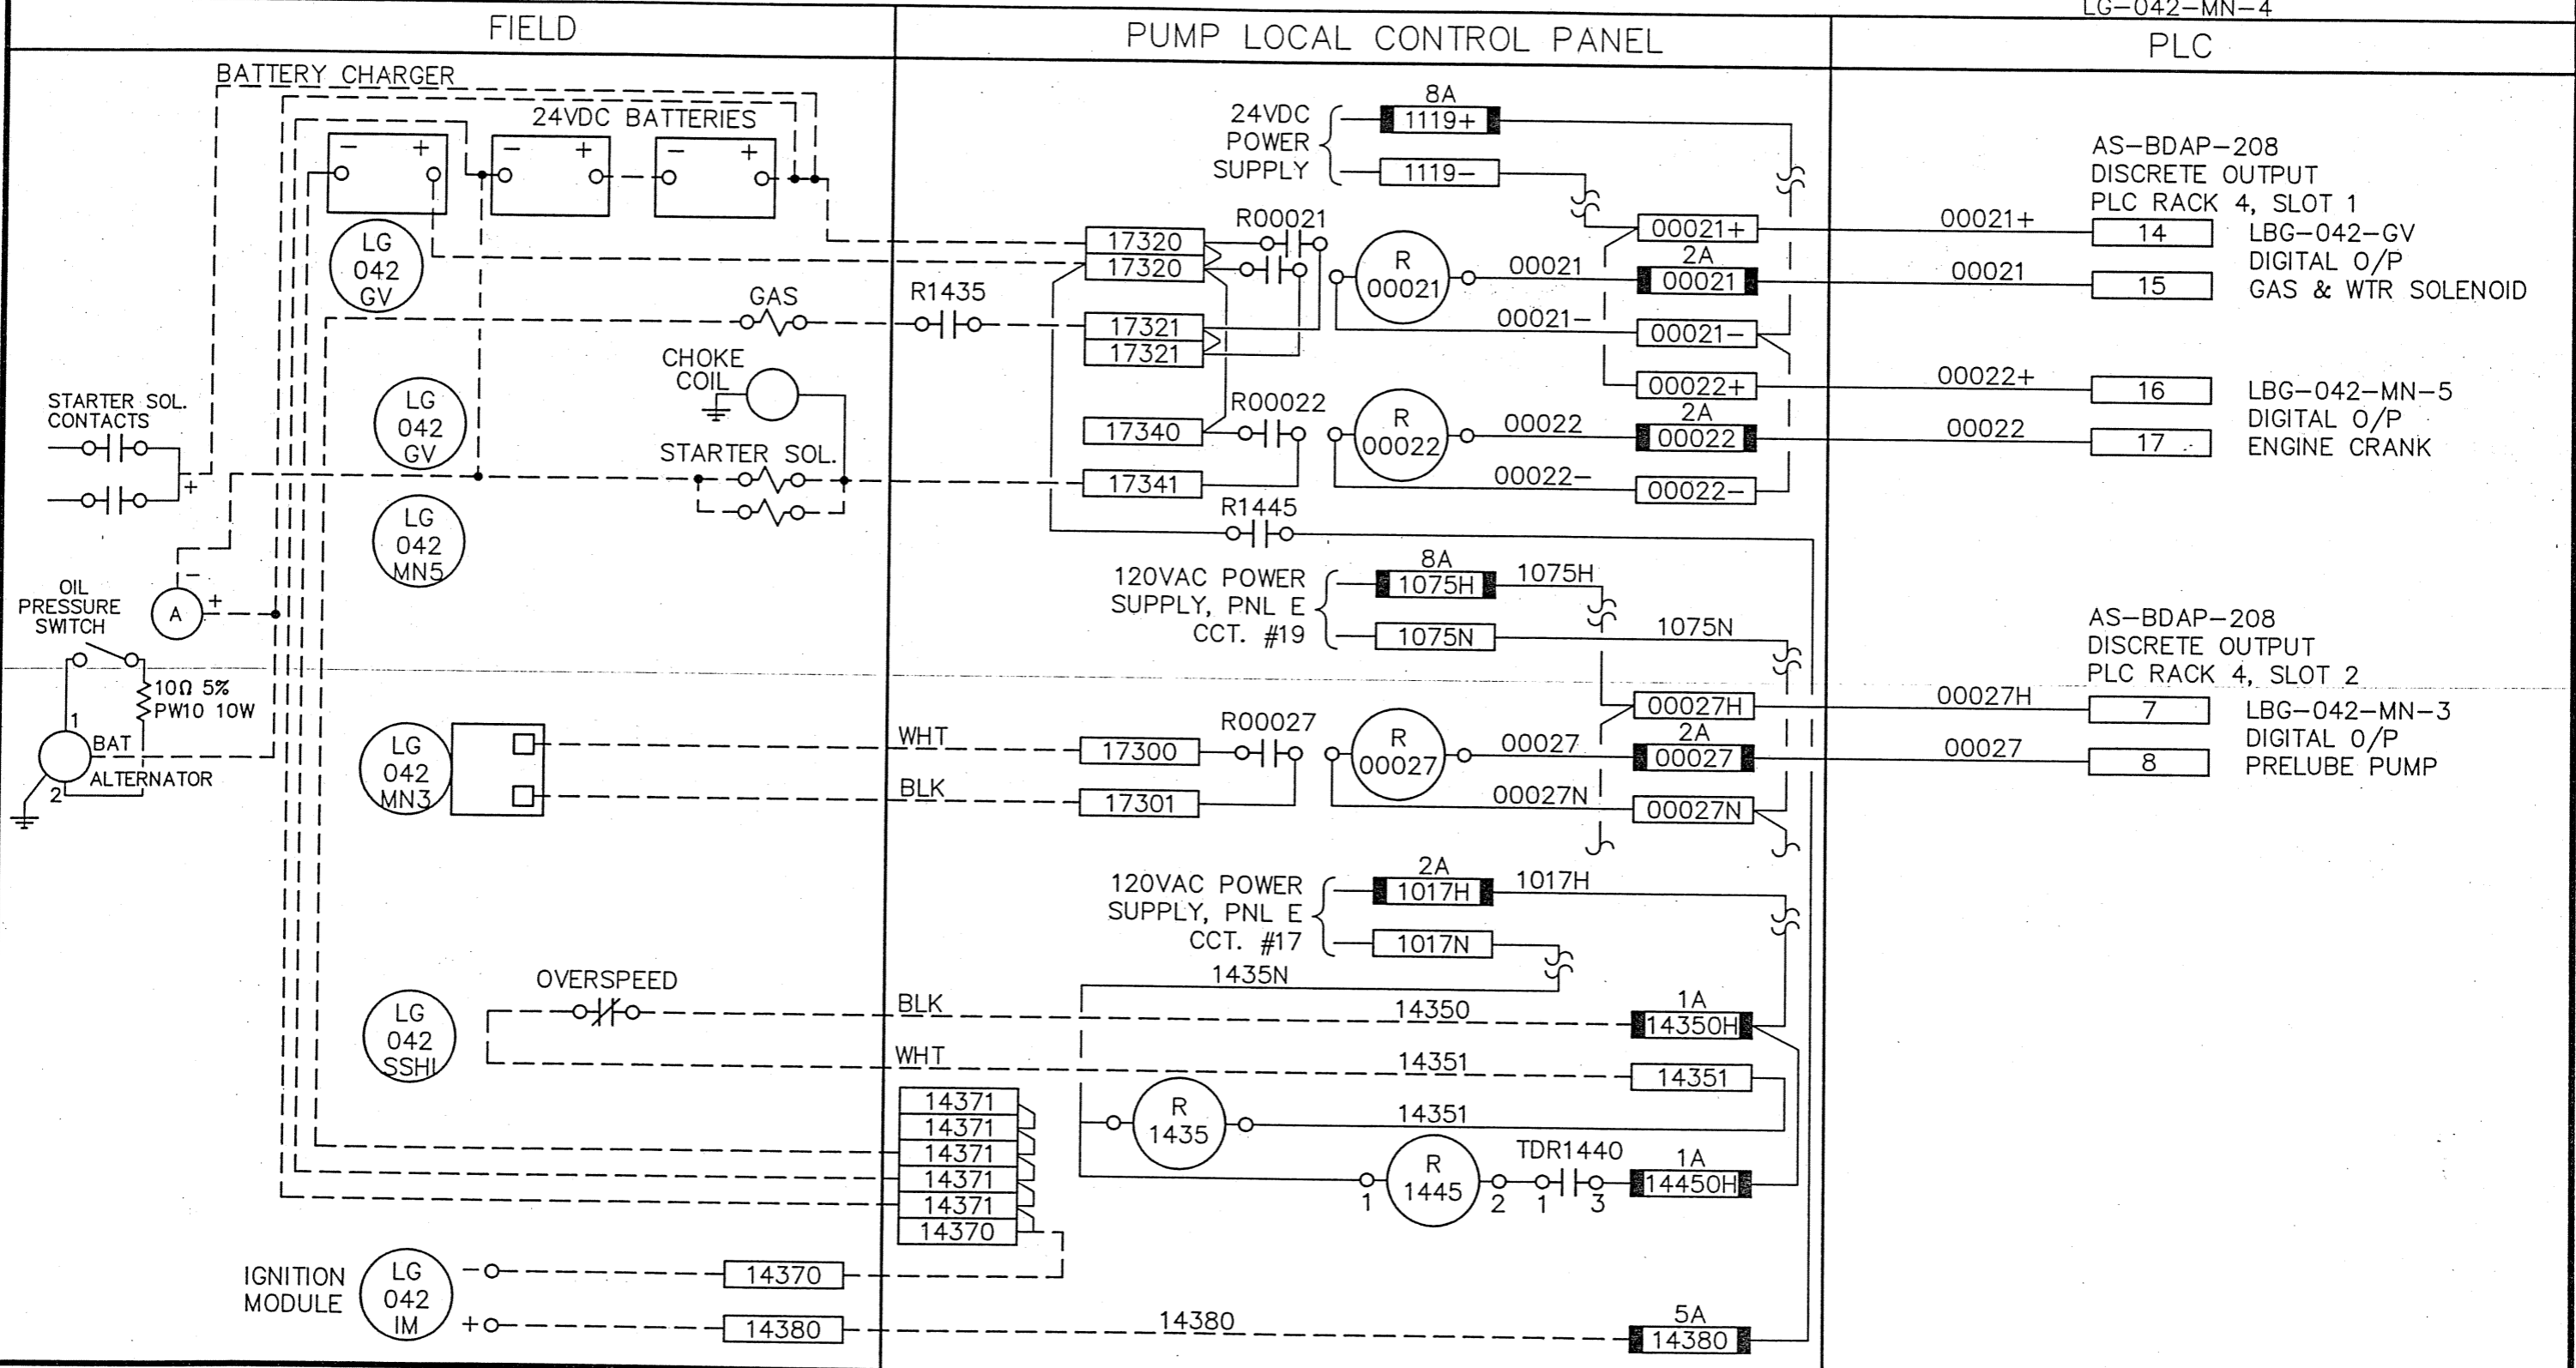 LG-042-MN-4
FIELD
PUMP LOCAL CONTROL PANEL
PLC
BATTERY CHARGER
24VDC BATTERIES
- +
- +
- +
LG
042
GV
GAS
R1435
CHOKE
COIL
STARTER SOL.
CONTACTS
+
LG
042
GV
STARTER SOL.
LG
042
MN5
OIL
PRESSURE
SWITCH
-
A
+
10Ω 5%
PW10 10W
1
BAT
ALTERNATOR
2
LG
042
MN3
WHT
BLK
OVERSPEED
LG
042
SSHL
BLK
WHT
IGNITION
MODULE
LG
042
IM
-
+
14370
14380
24VDC
POWER
SUPPLY
8A
1119+
1119-
17320
17320
R00021
17321
17321
R
00021
00021
00021-
00021+
2A
00021
00021-
17340
17341
R00022
R
00022
00022
00022-
00022+
2A
00022
00022-
R1445
120VAC POWER
SUPPLY, PNL E
CCT. #19
8A
1075H
1075H
1075N
1075N
17300
17301
R00027
R
00027
00027
00027N
00027H
2A
00027
00027N
120VAC POWER
SUPPLY, PNL E
CCT. #17
2A
1017H
1017H
1017N
1435N
14350
1A
14350H
14351
14351
14371
14371
14371
14371
14371
14370
R
1435
14351
R
1445
1
2
TDR1440
1
3
1A
14450H
14380
5A
14380
AS-BDAP-208
DISCRETE OUTPUT
PLC RACK 4, SLOT 1
00021+
14
LBG-042-GV
DIGITAL O/P
GAS & WTR SOLENOID
00021
15
00022+
16
LBG-042-MN-5
DIGITAL O/P
ENGINE CRANK
00022
17
AS-BDAP-208
DISCRETE OUTPUT
PLC RACK 4, SLOT 2
00027H
7
LBG-042-MN-3
DIGITAL O/P
PRELUBE PUMP
00027
8